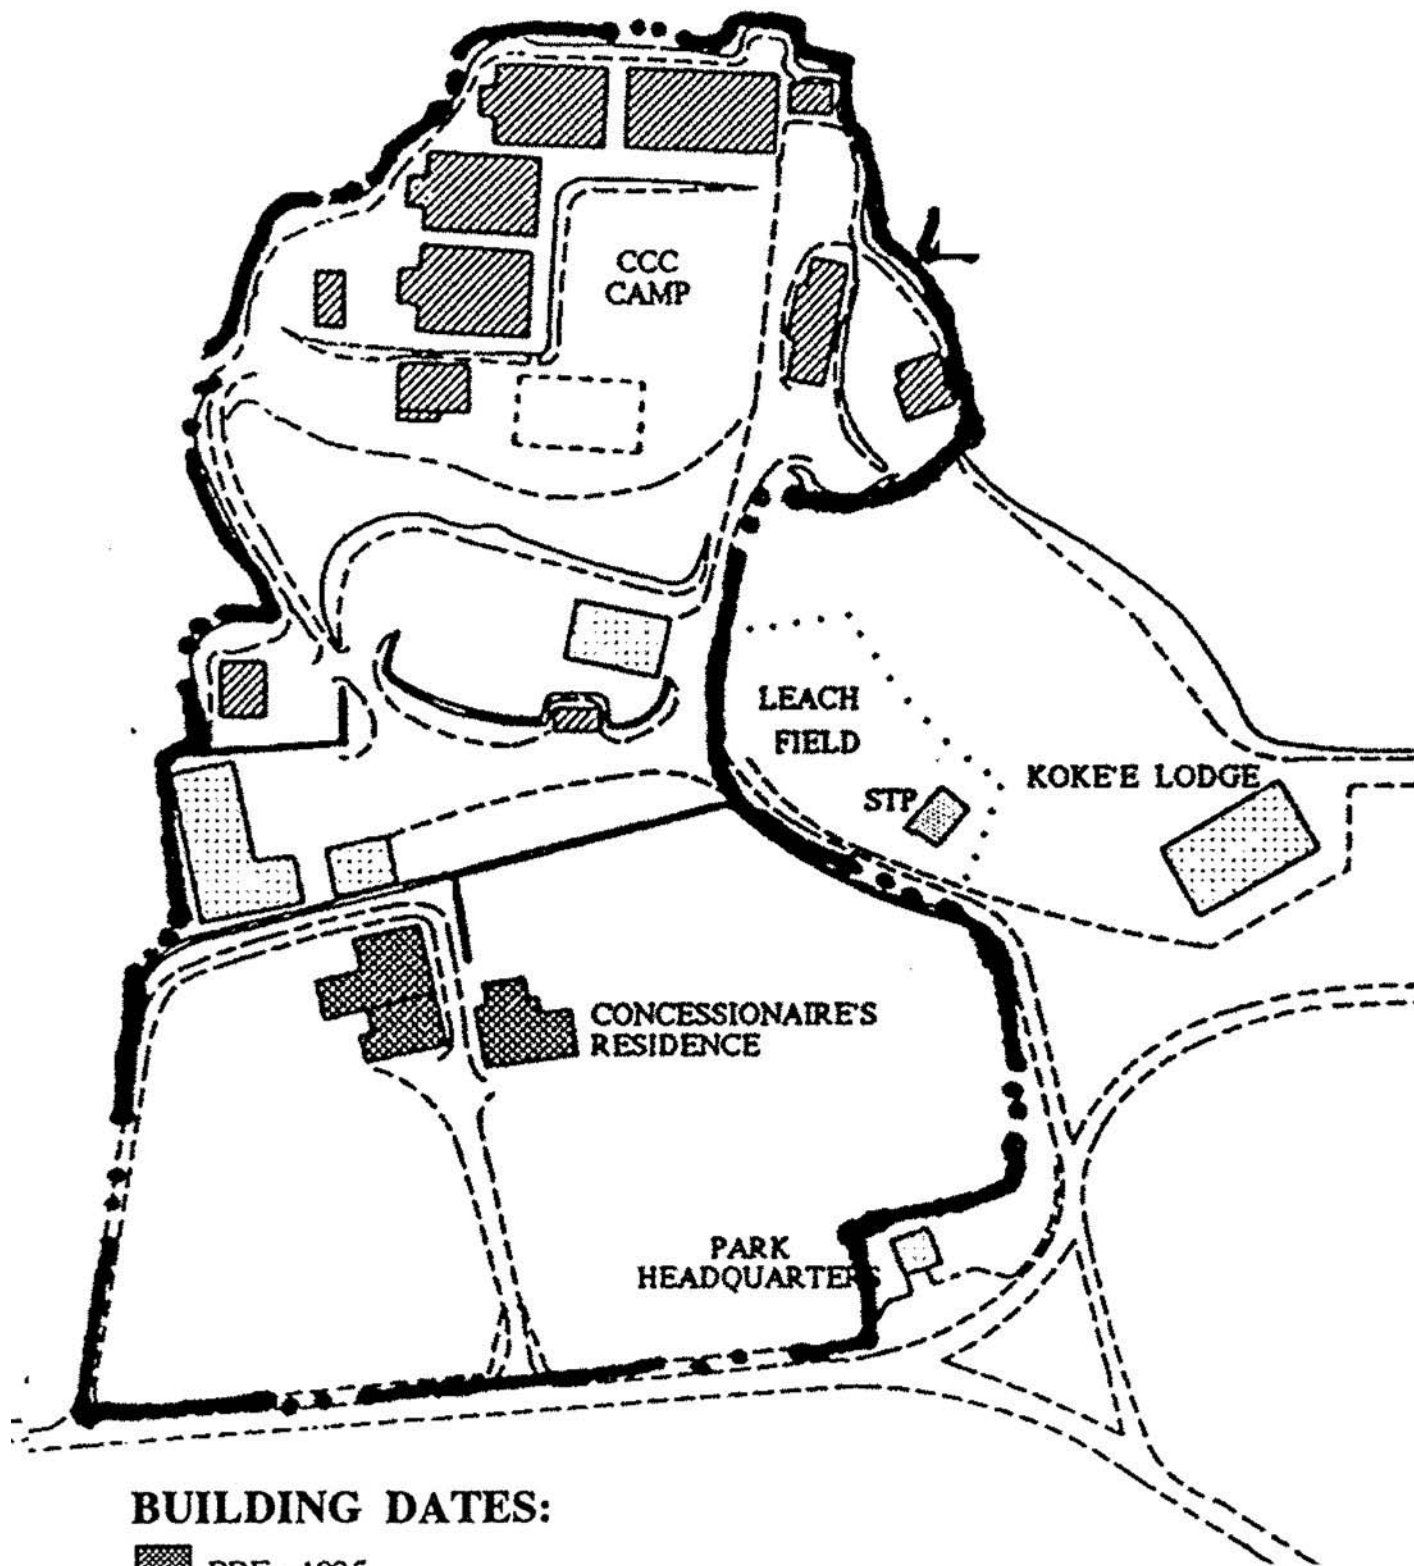 CCC
CAMP
LEACH
FIELD
STP
KOKE'E LODGE
CONCESSIONAIRE'S
RESIDENCE
PARK
HEADQUARTERS
BUILDING DATES: